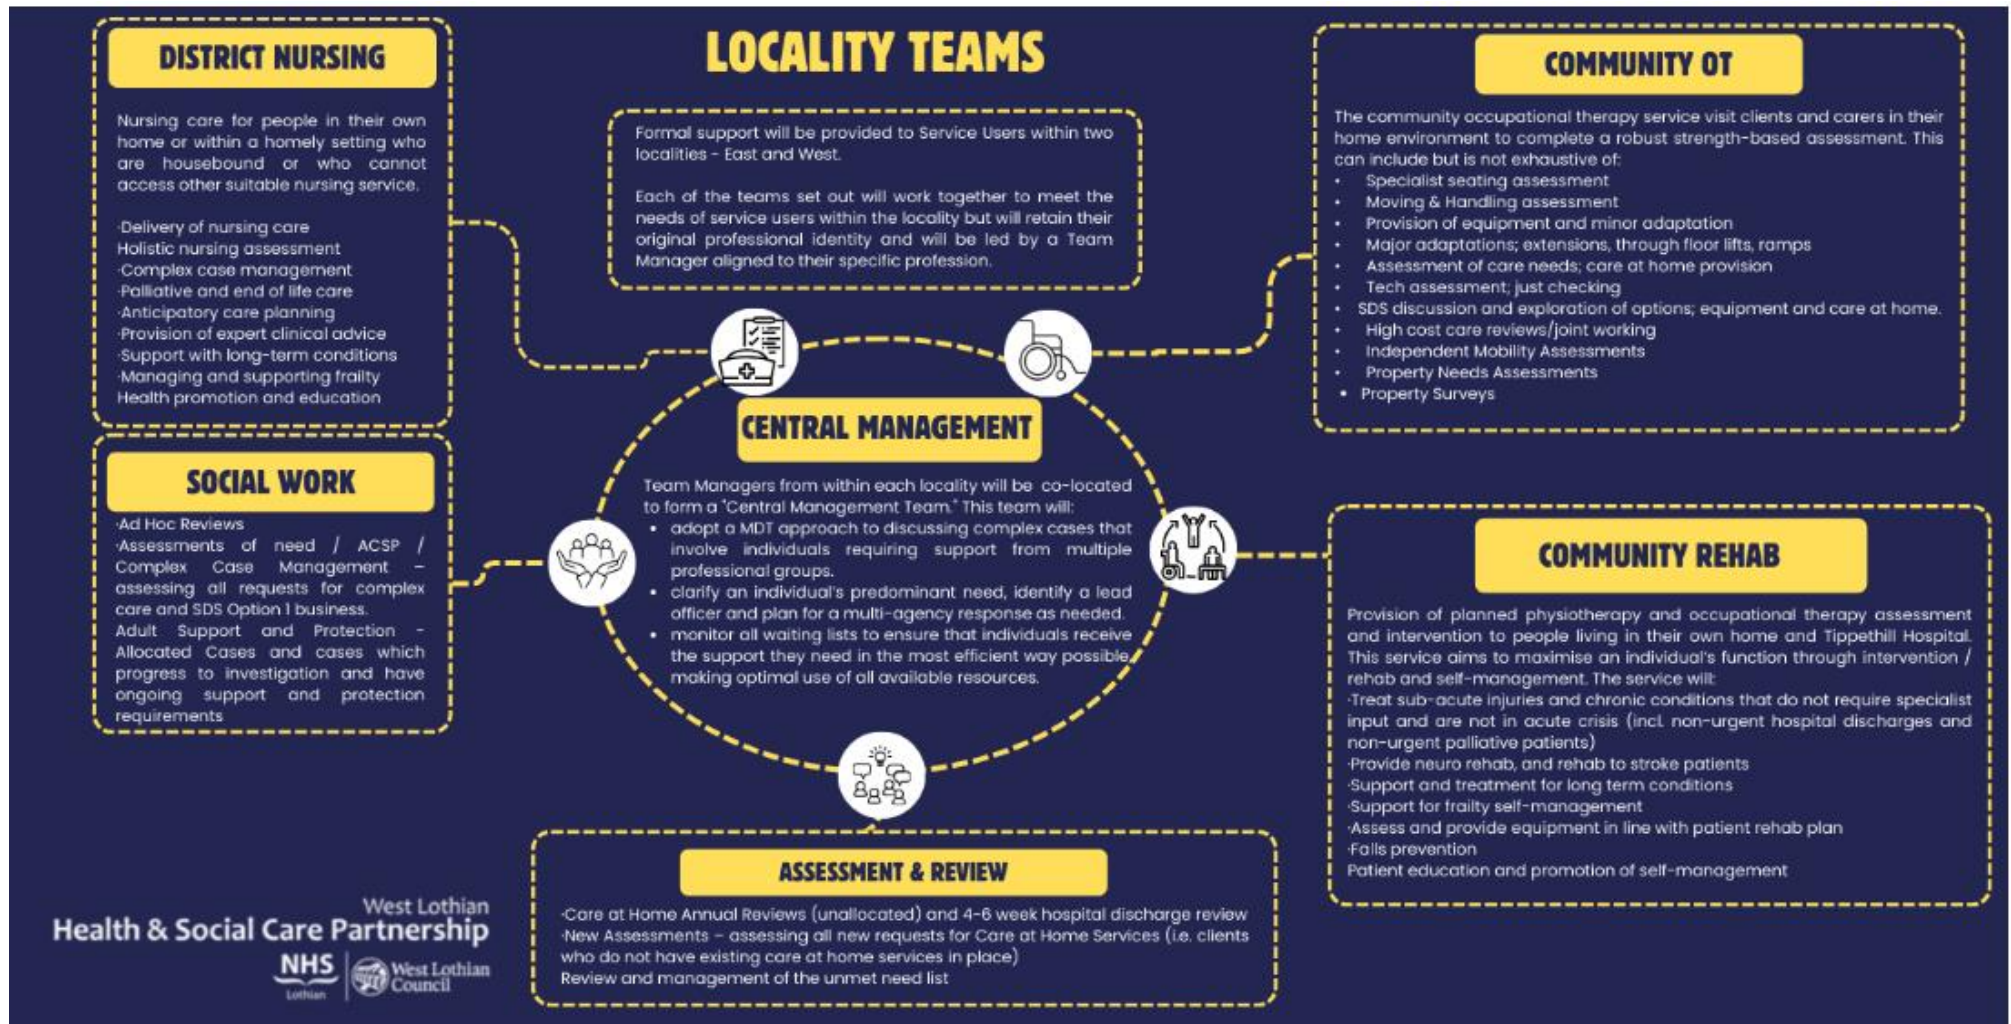 LOCALITY TEAMS
Formal support will be provided to Service Users within two
localities - East and West.
Each of the teams set out will work together to meet the
needs of service users within the locality but will retain their
original professional identity and will be led by a Team
Manager aligned to their specific profession.
DISTRICT NURSING
Nursing care for people in their own
home or within a homely setting who
are housebound or who cannot
access other suitable nursing service.
·Delivery of nursing care
Holistic nursing assessment
·Complex case management
·Palliative and end of life care
·Anticipatory care planning
·Provision of expert clinical advice
·Support with long-term conditions
·Managing and supporting frailty
Health promotion and education
SOCIAL WORK
·Ad Hoc Reviews
·Assessments of need / ACSP /
Complex Case Management –
assessing all requests for complex
care and SDS Option 1 business.
Adult Support and Protection -
Allocated Cases and cases which
progress to investigation and have
ongoing support and protection
requirements
CENTRAL MANAGEMENT
Team Managers from within each locality will be co-located
to form a "Central Management Team." This team will:
• adopt a MDT approach to discussing complex cases that
involve individuals requiring support from multiple
professional groups.
• clarify an individual's predominant need, identify a lead
officer and plan for a multi-agency response as needed.
• monitor all waiting lists to ensure that individuals receive
the support they need in the most efficient way possible,
making optimal use of all available resources.
COMMUNITY OT
The community occupational therapy service visit clients and carers in their
home environment to complete a robust strength-based assessment. This
can include but is not exhaustive of:
• Specialist seating assessment
• Moving & Handling assessment
• Provision of equipment and minor adaptation
• Major adaptations; extensions, through floor lifts, ramps
• Assessment of care needs; care at home provision
• Tech assessment; just checking
• SDS discussion and exploration of options; equipment and care at home.
• High cost care reviews/joint working
• Independent Mobility Assessments
• Property Needs Assessments
• Property Surveys
COMMUNITY REHAB
Provision of planned physiotherapy and occupational therapy assessment
and intervention to people living in their own home and Tippethill Hospital.
This service aims to maximise an individual's function through intervention /
rehab and self-management. The service will:
·Treat sub-acute injuries and chronic conditions that do not require specialist
input and are not in acute crisis (incl. non-urgent hospital discharges and
non-urgent palliative patients)
·Provide neuro rehab, and rehab to stroke patients
·Support and treatment for long term conditions
·Support for frailty self-management
·Assess and provide equipment in line with patient rehab plan
·Falls prevention
Patient education and promotion of self-management
ASSESSMENT & REVIEW
·Care at Home Annual Reviews (unallocated) and 4-6 week hospital discharge review
·New Assessments – assessing all new requests for Care at Home Services (i.e. clients
who do not have existing care at home services in place)
Review and management of the unmet need list
West Lothian
Health & Social Care Partnership
NHS
Lothian
West Lothian
Council